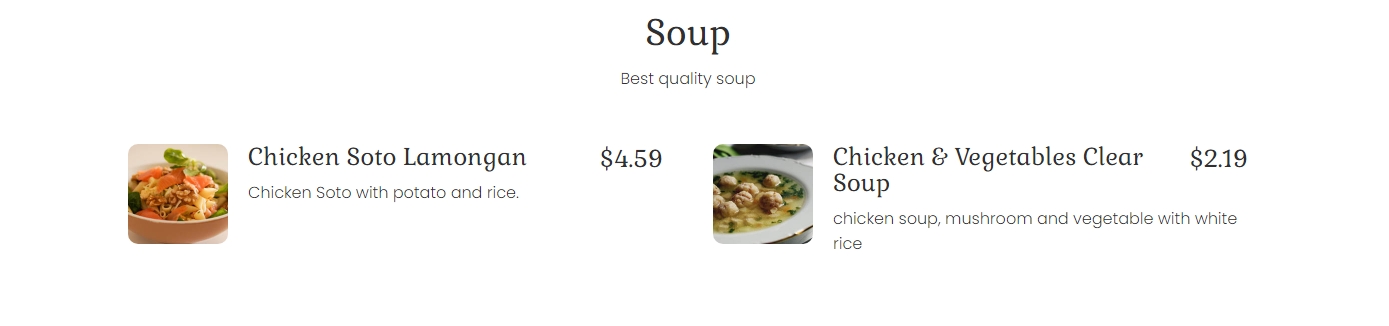 Soup
Best quality soup
Chicken Soto Lamongan
$4.59
Chicken Soto with potato and rice.
Chicken & Vegetables Clear
Soup
$2.19
chicken soup, mushroom and vegetable with white
rice